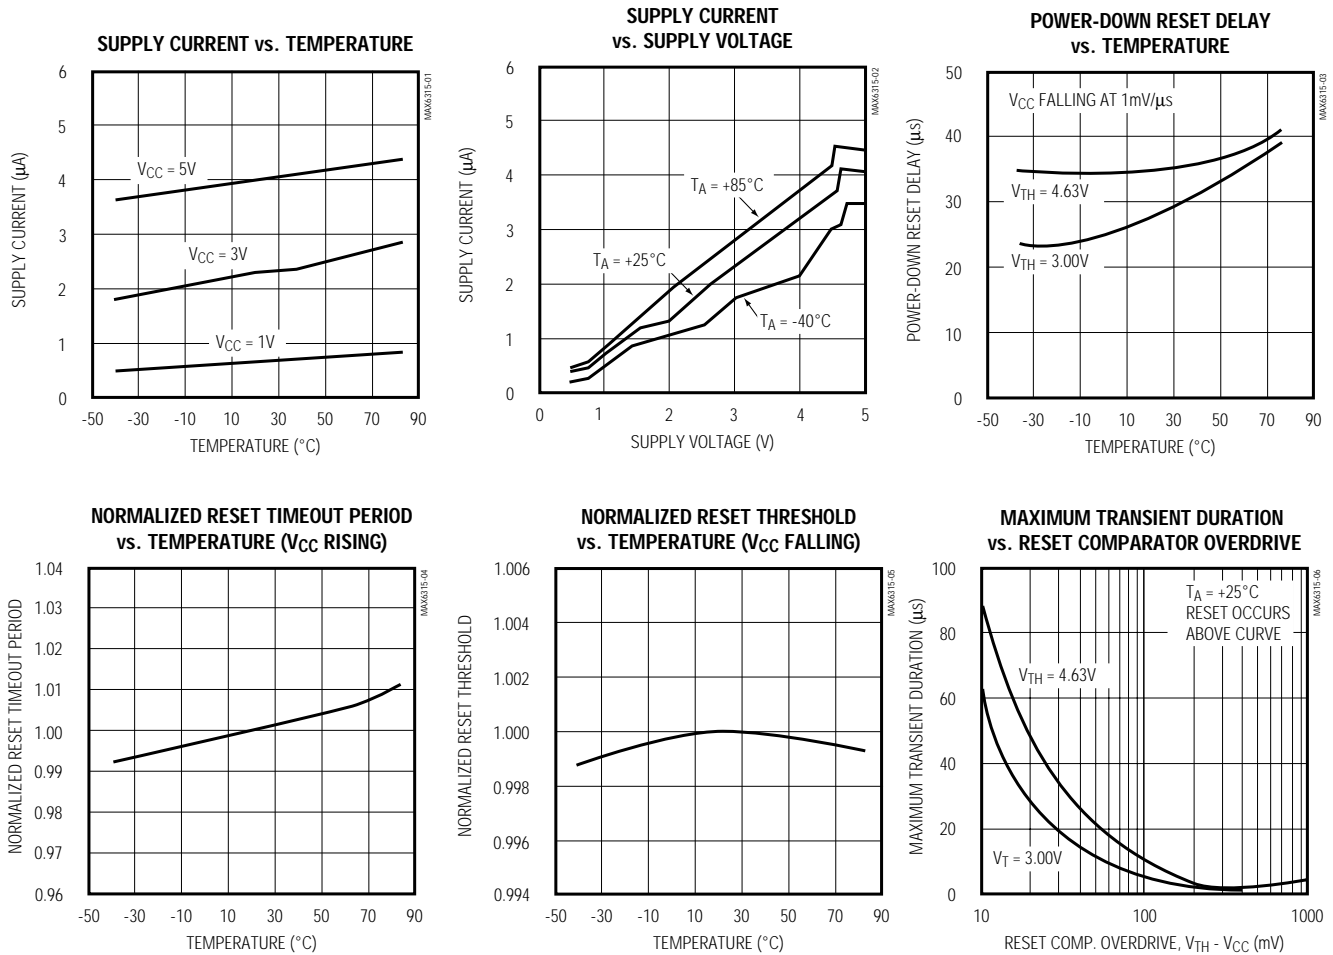 SUPPLY CURRENT vs. TEMPERATURE
6
5
4
3
2
1
0
SUPPLY CURRENT (µA)
VCC = 5V
VCC = 3V
VCC = 1V
-50 -30 -10 10 30 50 70 90
TEMPERATURE (°C)
MAX6315-01
SUPPLY CURRENT
vs. SUPPLY VOLTAGE
6
5
4
3
2
1
0
SUPPLY CURRENT (µA)
TA = +85°C
TA = +25°C
TA = -40°C
0 1 2 3 4 5
SUPPLY VOLTAGE (V)
MAX6315-02
POWER-DOWN RESET DELAY
vs. TEMPERATURE
50
40
30
20
10
0
POWER-DOWN RESET DELAY (µs)
VCC FALLING AT 1mV/µs
VTH = 4.63V
VTH = 3.00V
-50 -30 -10 10 30 50 70 90
TEMPERATURE (°C)
MAX6315-03
NORMALIZED RESET TIMEOUT PERIOD
vs. TEMPERATURE (VCC RISING)
1.04
1.03
1.02
1.01
1.00
0.99
0.98
0.97
0.96
NORMALIZED RESET TIMEOUT PERIOD
-50 -30 -10 10 30 50 70 90
TEMPERATURE (°C)
MAX6315-04
NORMALIZED RESET THRESHOLD
vs. TEMPERATURE (VCC FALLING)
1.006
1.004
1.002
1.000
0.998
0.996
0.994
NORMALIZED RESET THRESHOLD
-50 -30 -10 10 30 50 70 90
TEMPERATURE (°C)
MAX6315-05
MAXIMUM TRANSIENT DURATION
vs. RESET COMPARATOR OVERDRIVE
100
80
60
40
20
0
MAXIMUM TRANSIENT DURATION (µs)
TA = +25°C
RESET OCCURS
ABOVE CURVE
VTH = 4.63V
VT = 3.00V
10 100 1000
RESET COMP. OVERDRIVE, VTH - VCC (mV)
MAX6315-06